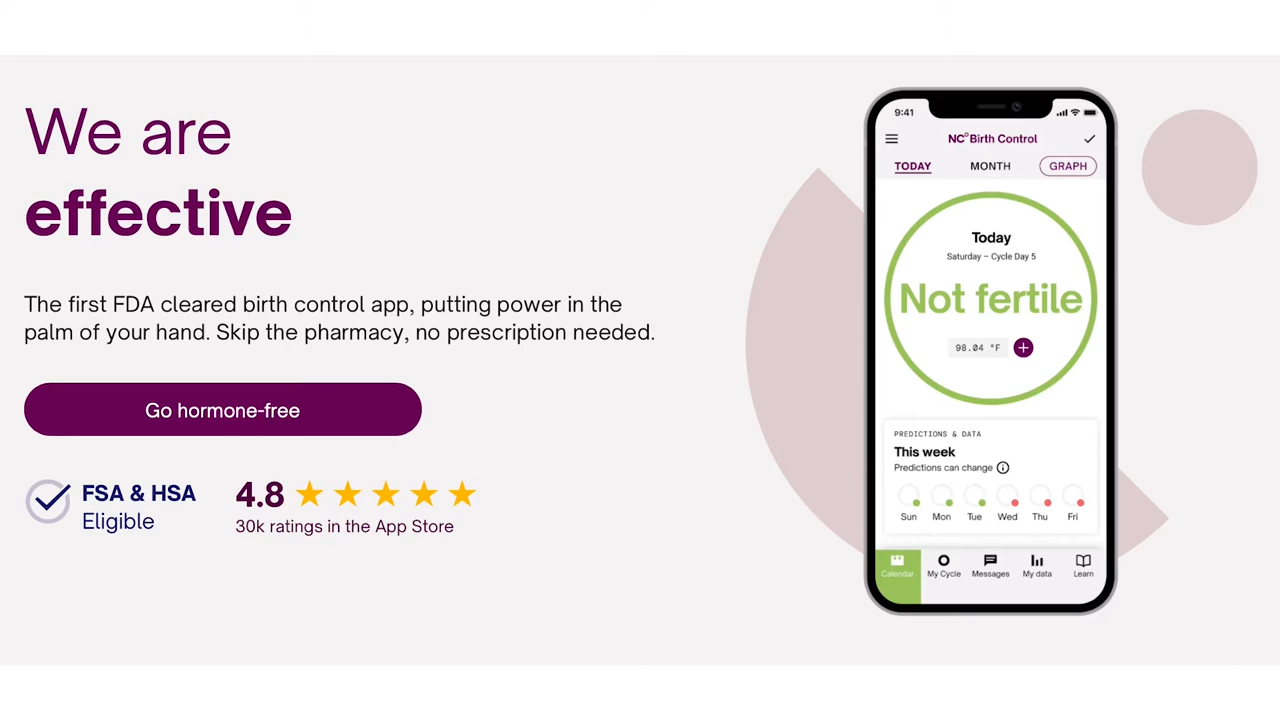 We are
effective
The first FDA cleared birth control app, putting power in the
palm of your hand. Skip the pharmacy, no prescription needed.
Go hormone-free
FSA & HSA
Eligible
4.8
30k ratings in the App Store
9:41
NC° Birth Control
TODAY MONTH GRAPH
Today
Saturday – Cycle Day 5
Not fertile
98.04 °F
PREDICTIONS & DATA
This week
Predictions can change
Sun Mon Tue Wed Thu Fri
Calendar My Cycle Messages My data Learn